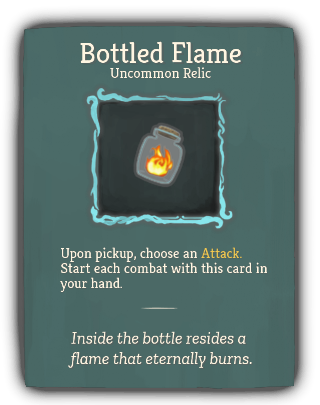 Bottled Flame
Uncommon Relic
Upon pickup, choose an Attack.
Start each combat with this card in
your hand.
Inside the bottle resides a
flame that eternally burns.